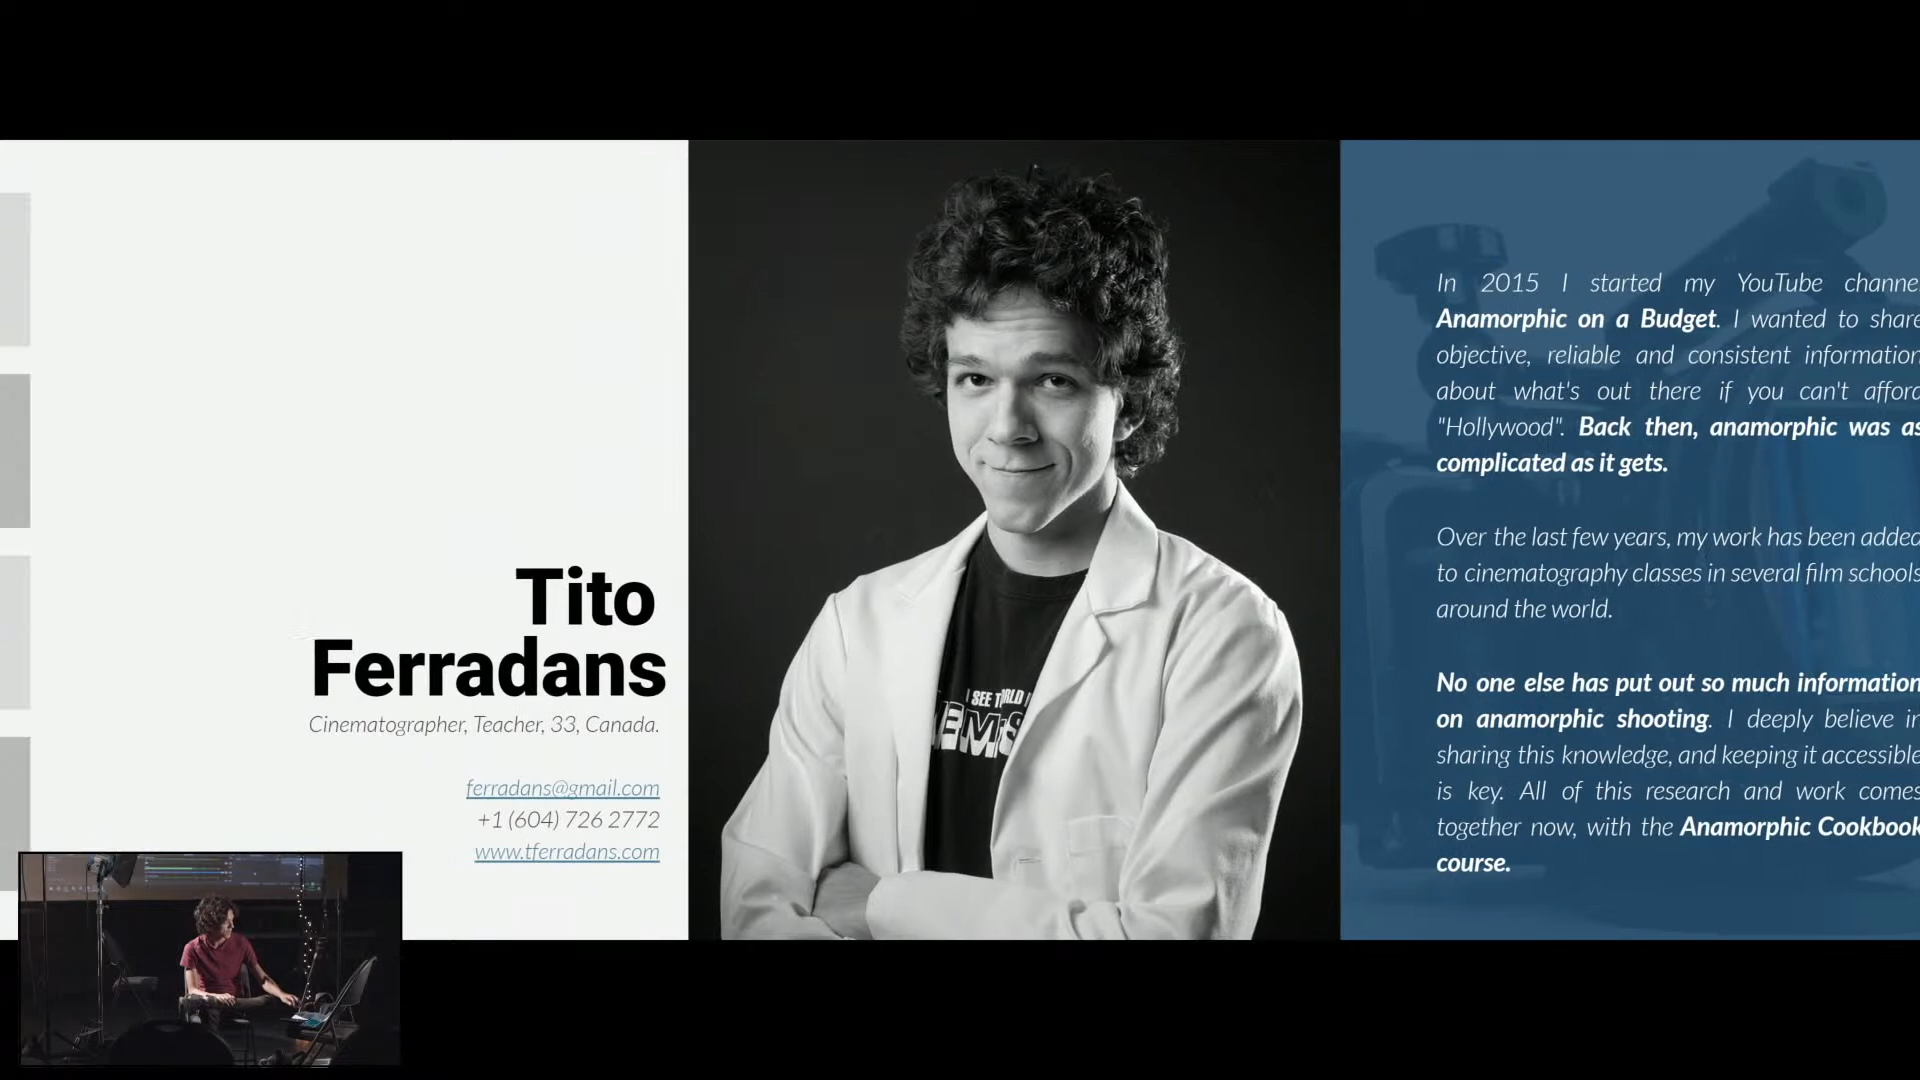 Tito
Ferradans
Cinematographer, Teacher, 33, Canada.
ferradans@gmail.com
+1 (604) 726 2772
www.tferradans.com
I SEE
In 2015 I started my YouTube channel
Anamorphic on a Budget. I wanted to share
objective, reliable and consistent information
about what's out there if you can't afford
"Hollywood". Back then, anamorphic was as
complicated as it gets.
Over the last few years, my work has been added
to cinematography classes in several film schools
around the world.
No one else has put out so much information
on anamorphic shooting. I deeply believe in
sharing this knowledge, and keeping it accessible
is key. All of this research and work comes
together now, with the Anamorphic Cookbook
course.